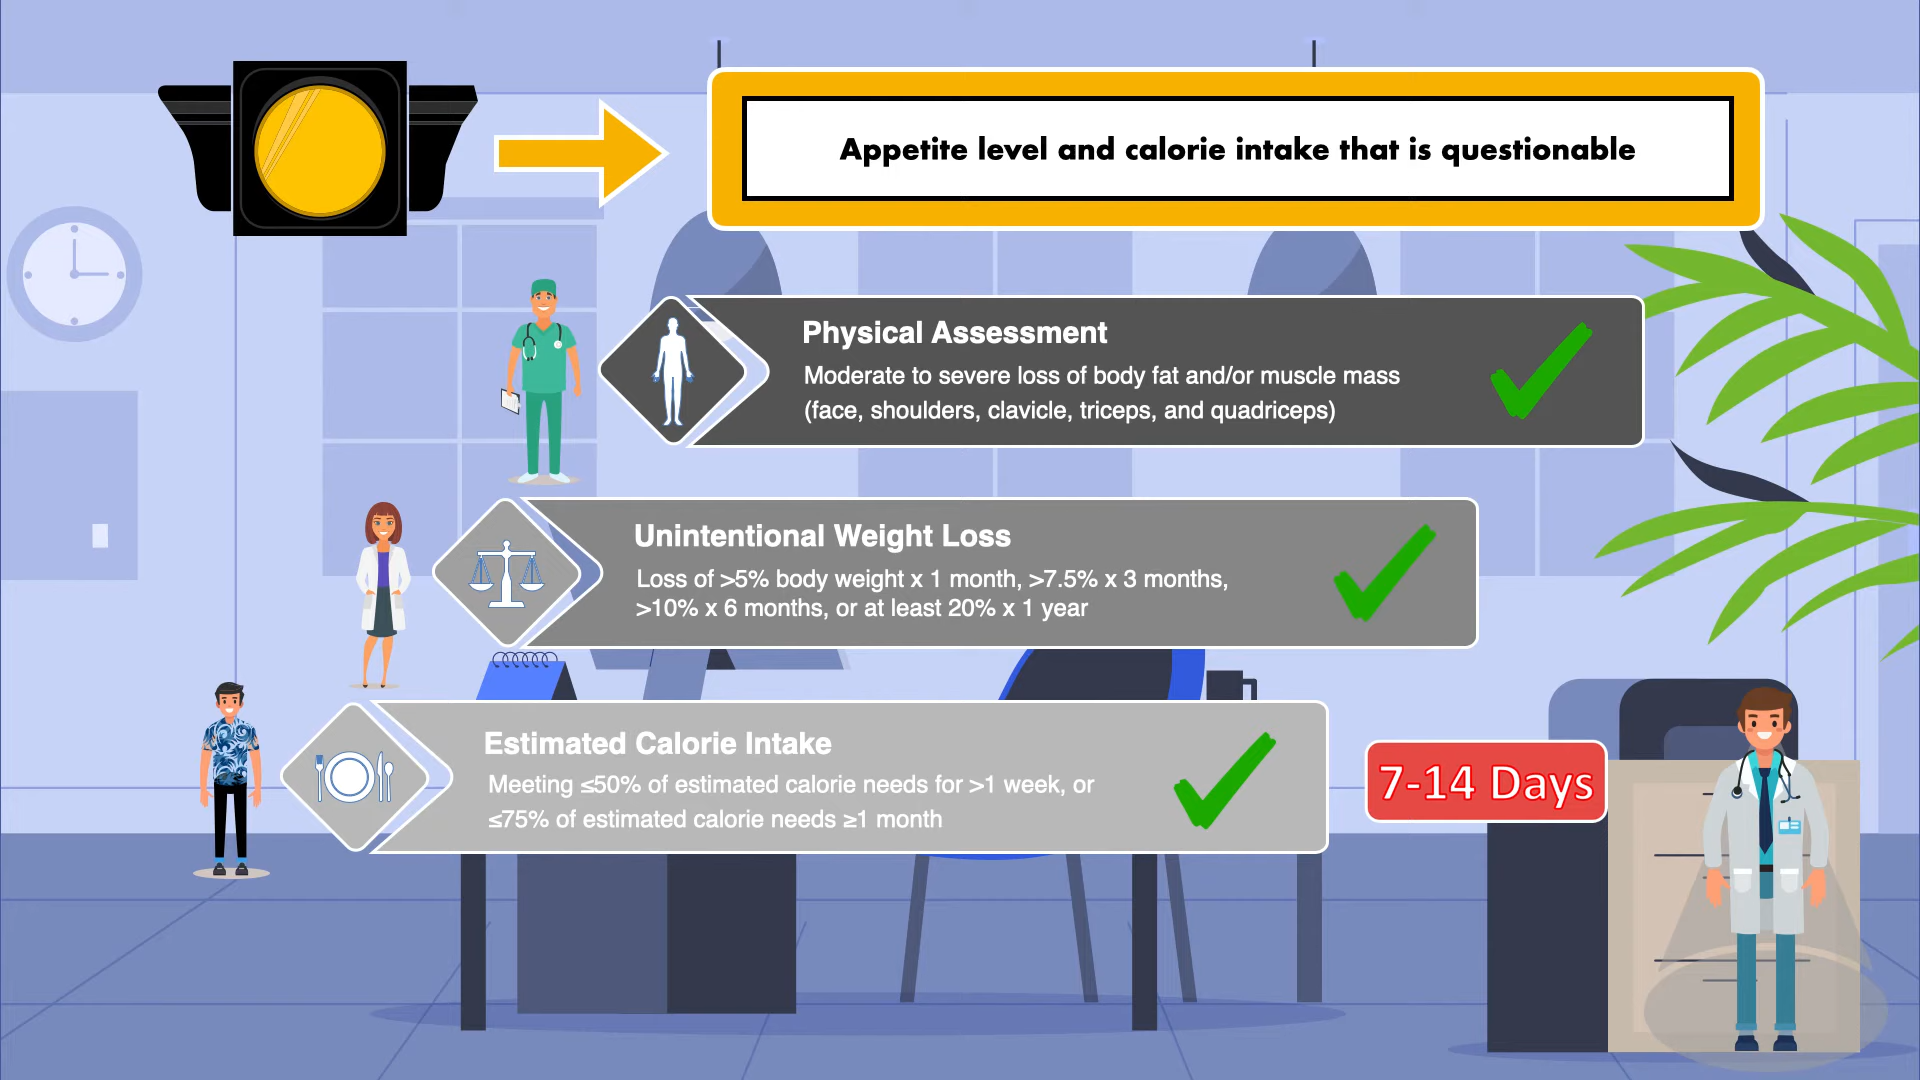 Appetite level and calorie intake that is questionable
Physical Assessment
Moderate to severe loss of body fat and/or muscle mass
(face, shoulders, clavicle, triceps, and quadriceps)
Unintentional Weight Loss
Loss of >5% body weight x 1 month, >7.5% x 3 months,
>10% x 6 months, or at least 20% x 1 year
Estimated Calorie Intake
Meeting ≤50% of estimated calorie needs for >1 week, or
≤75% of estimated calorie needs ≥1 month
7-14 Days